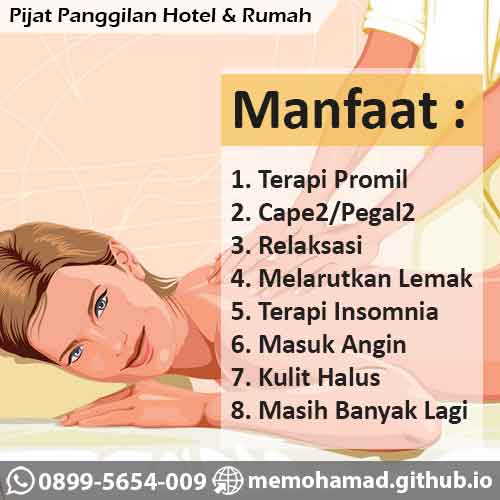 Pijat Panggilan Hotel & Rumah
Manfaat :
1. Terapi Promil
2. Cape2/Pegal2
3. Relaksasi
4. Melarutkan Lemak
5. Terapi Insomnia
6. Masuk Angin
7. Kulit Halus
8. Masih Banyak Lagi
0899-5654-009 memohamad.github.io